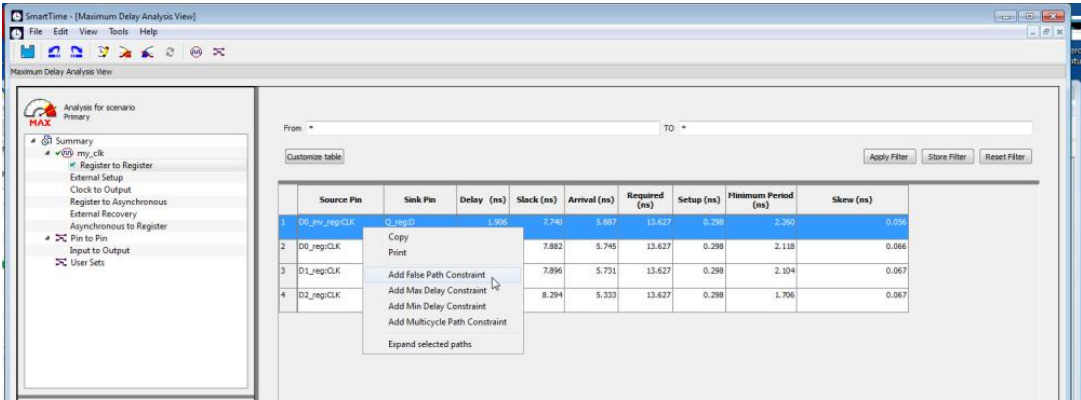 SmartTime - [Maximum Delay Analysis View]
File Edit View Tools Help
Maximum Delay Analysis View
Analysis for scenario
Primary
MAX
Summary
my_clk
Register to Register
External Setup
Clock to Output
Register to Asynchronous
External Recovery
Asynchronous to Register
Pin to Pin
Input to Output
User Sets
From * TO *
Customize table Apply Filter Store Filter Reset Filter
Source Pin Sink Pin Delay (ns) Slack (ns) Arrival (ns) Required (ns) Setup (ns) Minimum Period (ns) Skew (ns)
1 D0_inv_reg:CLK Q_reg:D 1.906 7.740 5.887 13.627 0.298 2.260 0.056
2 D0_reg:CLK 7.882 5.745 13.627 0.298 2.118 0.066
3 D1_reg:CLK 7.896 5.731 13.627 0.298 2.104 0.067
4 D2_reg:CLK 8.294 5.333 13.627 0.298 1.706 0.067
Copy
Print
Add False Path Constraint
Add Max Delay Constraint
Add Min Delay Constraint
Add Multicycle Path Constraint
Expand selected paths